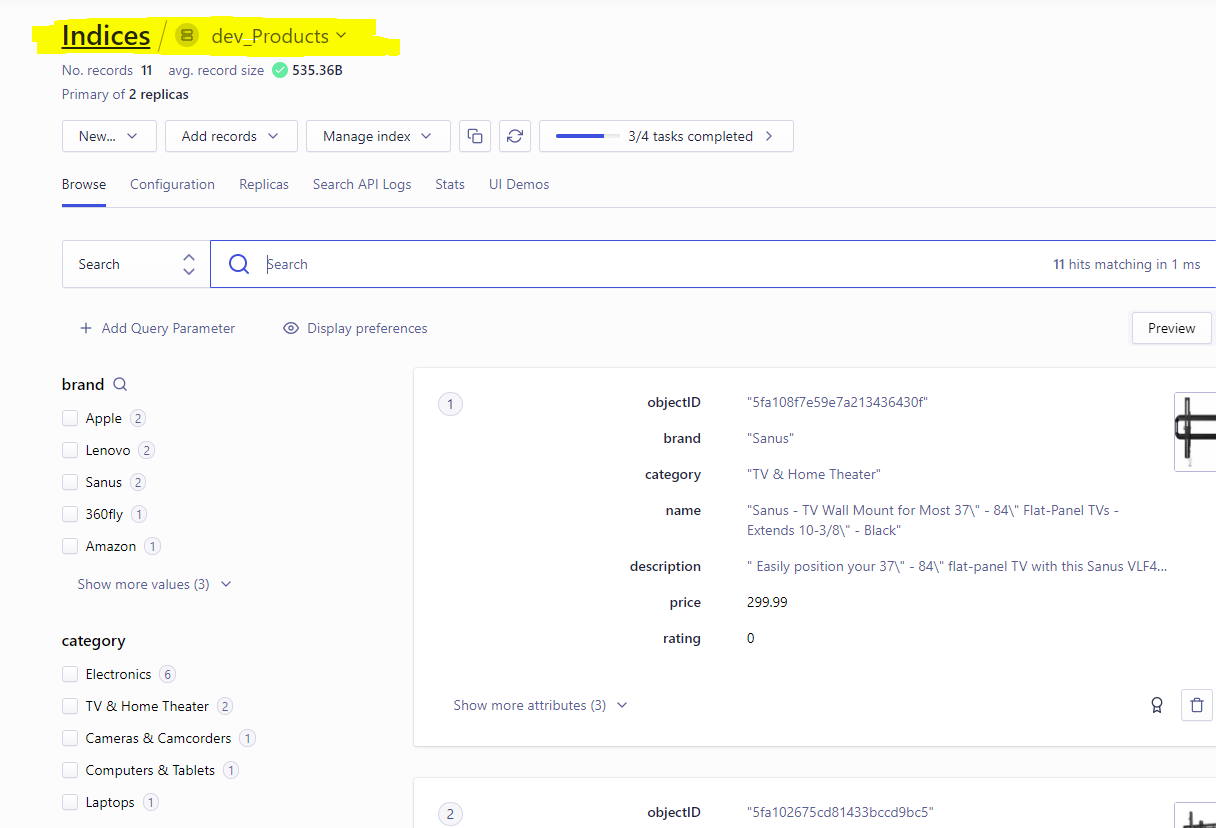 Indices / dev_Products
No. records 11 avg. record size 535.36B
Primary of 2 replicas
New... Add records Manage index 3/4 tasks completed
Browse Configuration Replicas Search API Logs Stats UI Demos
Search Search 11 hits matching in 1 ms
Add Query Parameter Display preferences Preview
brand
Apple 2
Lenovo 2
Sanus 2
360fly 1
Amazon 1
Show more values (3)
category
Electronics 6
TV & Home Theater 2
Cameras & Camcorders 1
Computers & Tablets 1
Laptops 1
1
objectID "5fa108f7e59e7a213436430f"
brand "Sanus"
category "TV & Home Theater"
name "Sanus - TV Wall Mount for Most 37\" - 84\" Flat-Panel TVs -
Extends 10-3/8\" - Black"
description " Easily position your 37\" - 84\" flat-panel TV with this Sanus VLF4...
price 299.99
rating 0
Show more attributes (3)
2
objectID "5fa102675cd81433bccd9bc5"